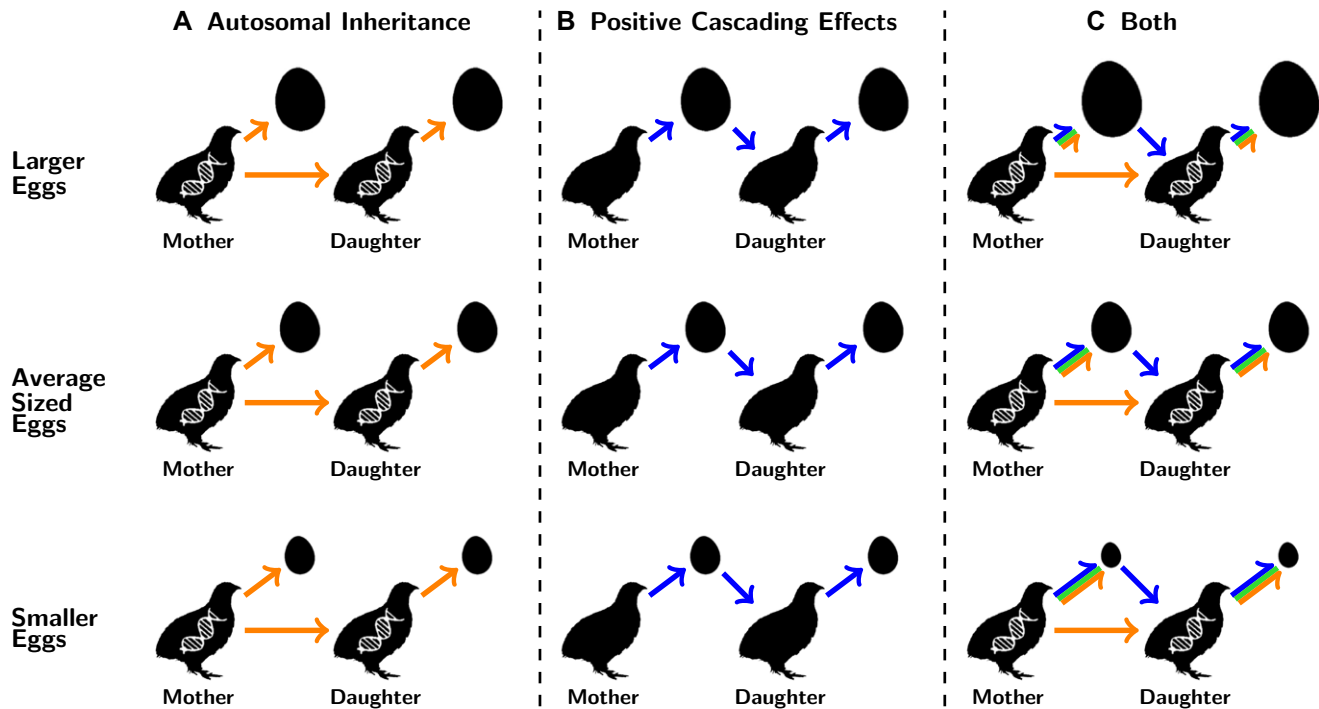 A Autosomal Inheritance
B Positive Cascading Effects
C Both
Larger
Eggs
Mother
Daughter
Mother
Daughter
Mother
Daughter
Average
Sized
Eggs
Mother
Daughter
Mother
Daughter
Mother
Daughter
Smaller
Eggs
Mother
Daughter
Mother
Daughter
Mother
Daughter